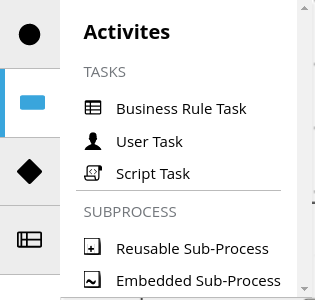 Activites
TASKS
Business Rule Task
User Task
Script Task
SUBPROCESS
Reusable Sub-Process
Embedded Sub-Process